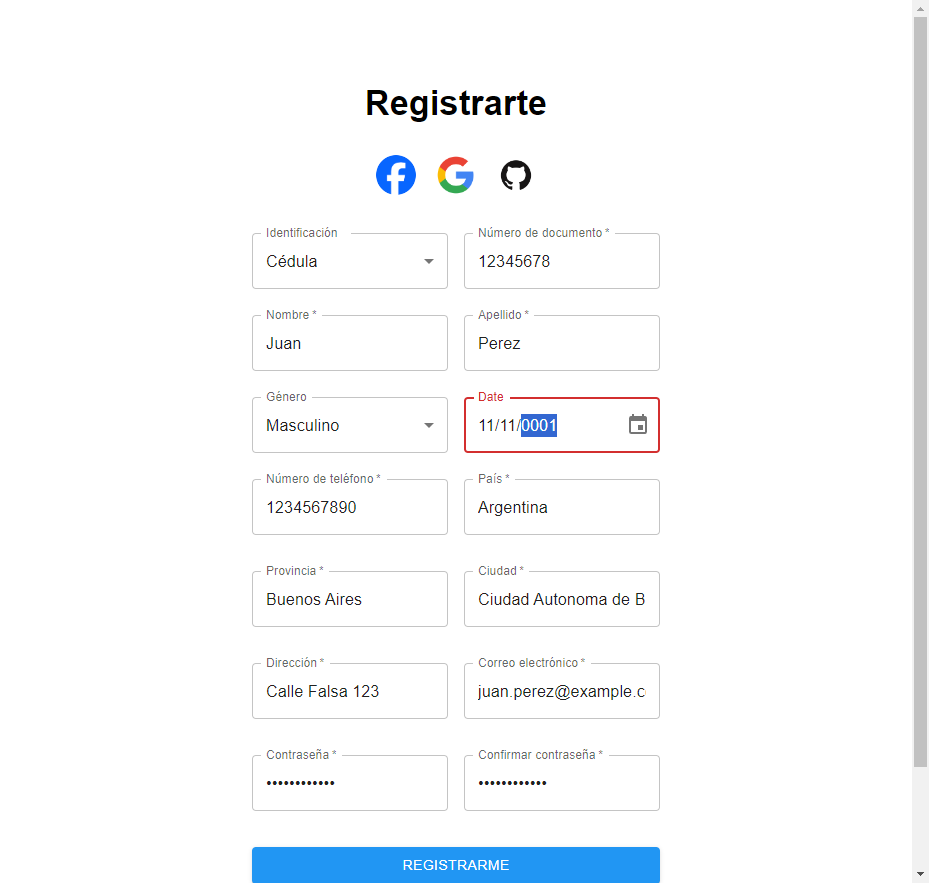 Registrarte
Identificación
Número de documento *
Cédula
12345678
Nombre *
Apellido *
Juan
Perez
Género
Date
Masculino
11/11/0001
Número de teléfono *
País *
1234567890
Argentina
Provincia *
Ciudad *
Buenos Aires
Ciudad Autonoma de B
Dirección *
Correo electrónico *
Calle Falsa 123
juan.perez@example.c
Contraseña *
Confirmar contraseña *
••••••••••••
••••••••••••
REGISTRARME